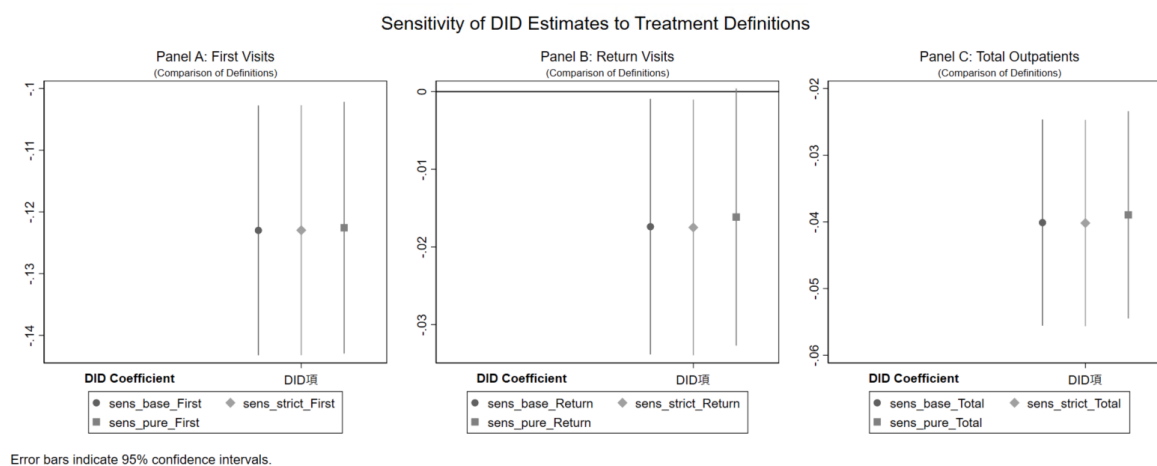 Sensitivity of DID Estimates to Treatment Definitions
Panel A: First Visits
(Comparison of Definitions)
-.1
-.11
-.12
-.13
-.14
DID Coefficient
DID項
sens_base_First
sens_strict_First
sens_pure_First
Panel B: Return Visits
(Comparison of Definitions)
0
-.01
-.02
-.03
DID Coefficient
DID項
sens_base_Return
sens_strict_Return
sens_pure_Return
Panel C: Total Outpatients
(Comparison of Definitions)
-.02
-.03
-.04
-.05
-.06
DID Coefficient
DID項
sens_base_Total
sens_strict_Total
sens_pure_Total
Error bars indicate 95% confidence intervals.